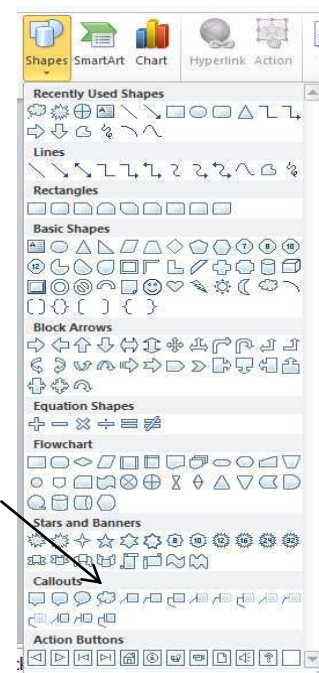 Shapes SmartArt Chart Hyperlink Action
Recently Used Shapes
Lines
Rectangles
Basic Shapes
Block Arrows
Equation Shapes
Flowchart
Stars and Banners
Callouts
Action Buttons